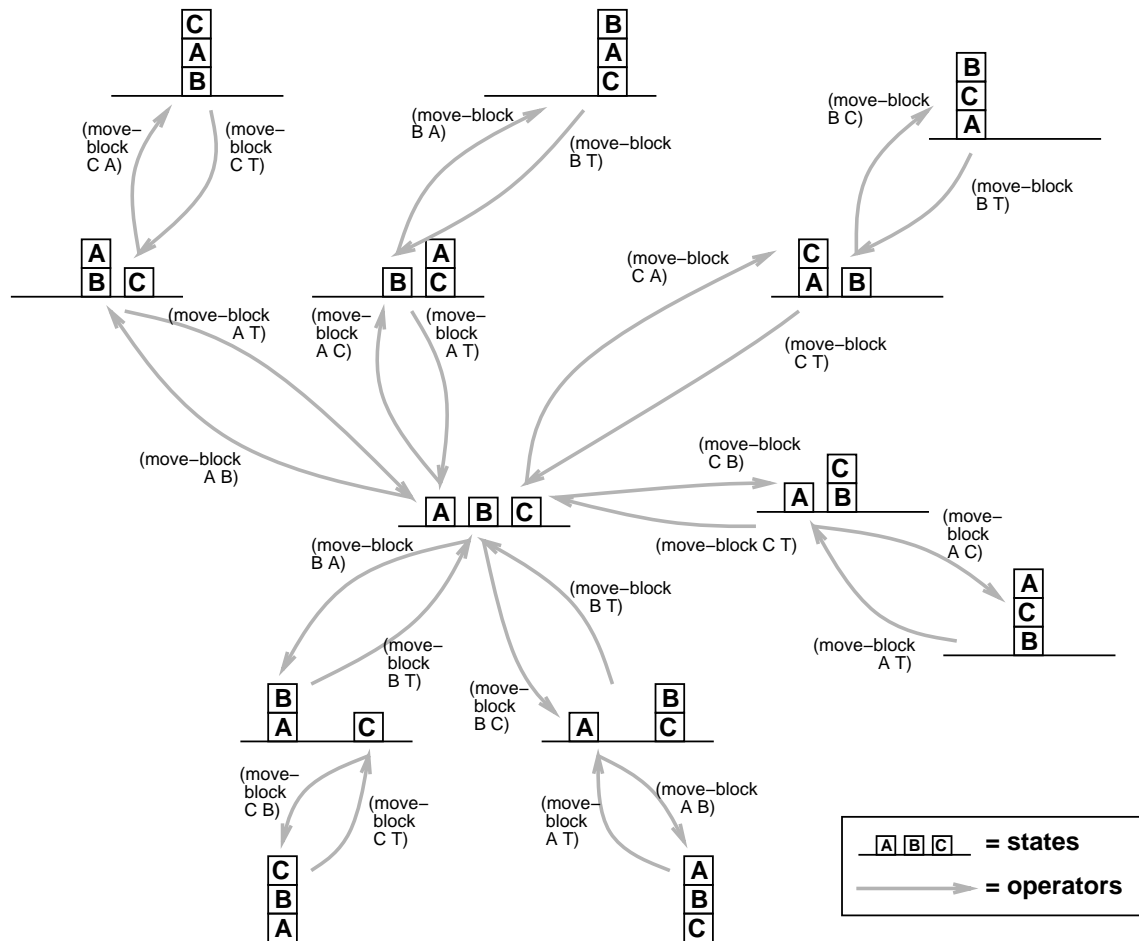 C
A
B
(move–
block
C A)
(move–
block
C T)
B
A
C
(move–block
B A)
(move–block
B T)
B
C
A
(move–block
B C)
(move–block
B T)
A
B C
(move–block
A T)
(move–block
A B)
A
B C
(move–
block
A C)
(move–
block
A T)
C
A B
(move–block
C A)
(move–block
C T)
A B C
(move–block
C B)
(move–block C T)
C
A B
(move–
block
A C)
(move–block
A T)
A
C
B
(move–block
B A)
(move–
block
B T)
(move–block
B T)
(move–
block
B C)
B
A C
B
A C
(move–
block
C B)
(move–
block
C T)
(move–
block
A T)
(move–block
A B)
C
B
A
A
B
C
A B C = states
= operators